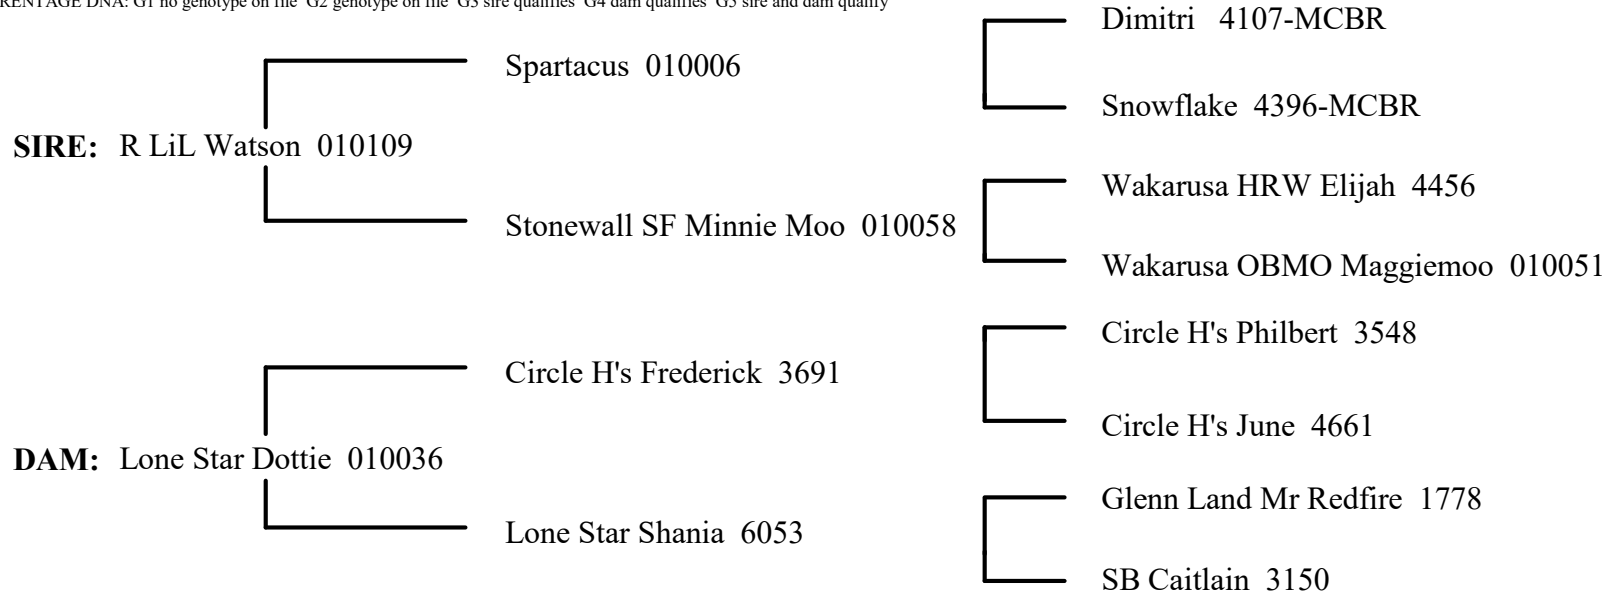 RENTAGE DNA: G1 no genotype on file G2 genotype on file G3 sire qualifies G4 dam qualifies G5 sire and dam qualify
Dimitri 4107-MCBR
Spartacus 010006
Snowflake 4396-MCBR
SIRE: R LiL Watson 010109
Wakarusa HRW Elijah 4456
Stonewall SF Minnie Moo 010058
Wakarusa OBMO Maggiemoo 010051
Circle H's Philbert 3548
Circle H's Frederick 3691
Circle H's June 4661
DAM: Lone Star Dottie 010036
Glenn Land Mr Redfire 1778
Lone Star Shania 6053
SB Caitlain 3150